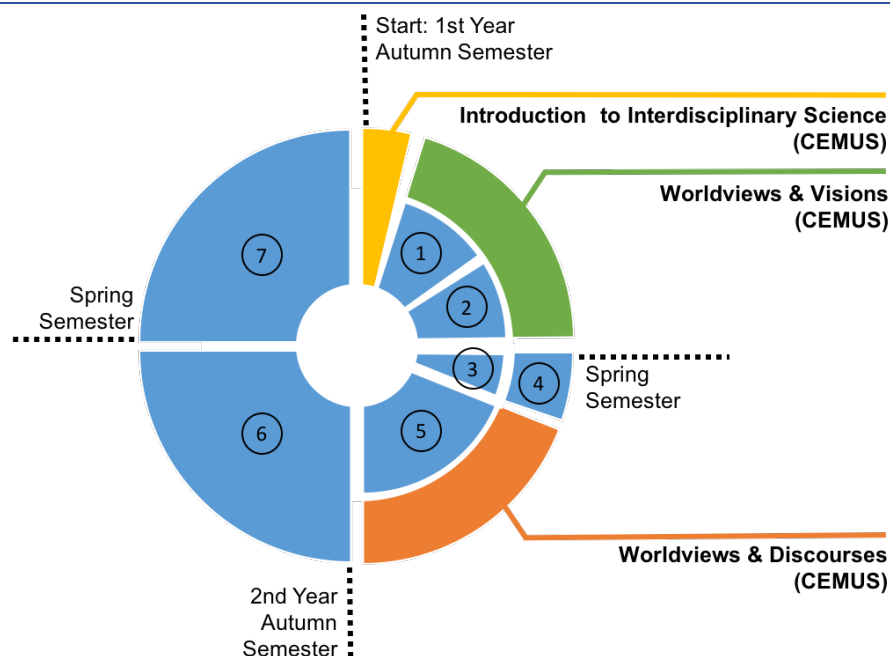 Start: 1st Year
Autumn Semester
Introduction to Interdisciplinary Science
(CEMUS)
Worldviews & Visions
(CEMUS)
7
1
2
Spring
Semester
3
4
Spring
Semester
5
6
Worldviews & Discourses
(CEMUS)
2nd Year
Autumn
Semester